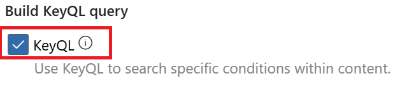 Build KeyQL query
KeyQL
Use KeyQL to search specific conditions within content.